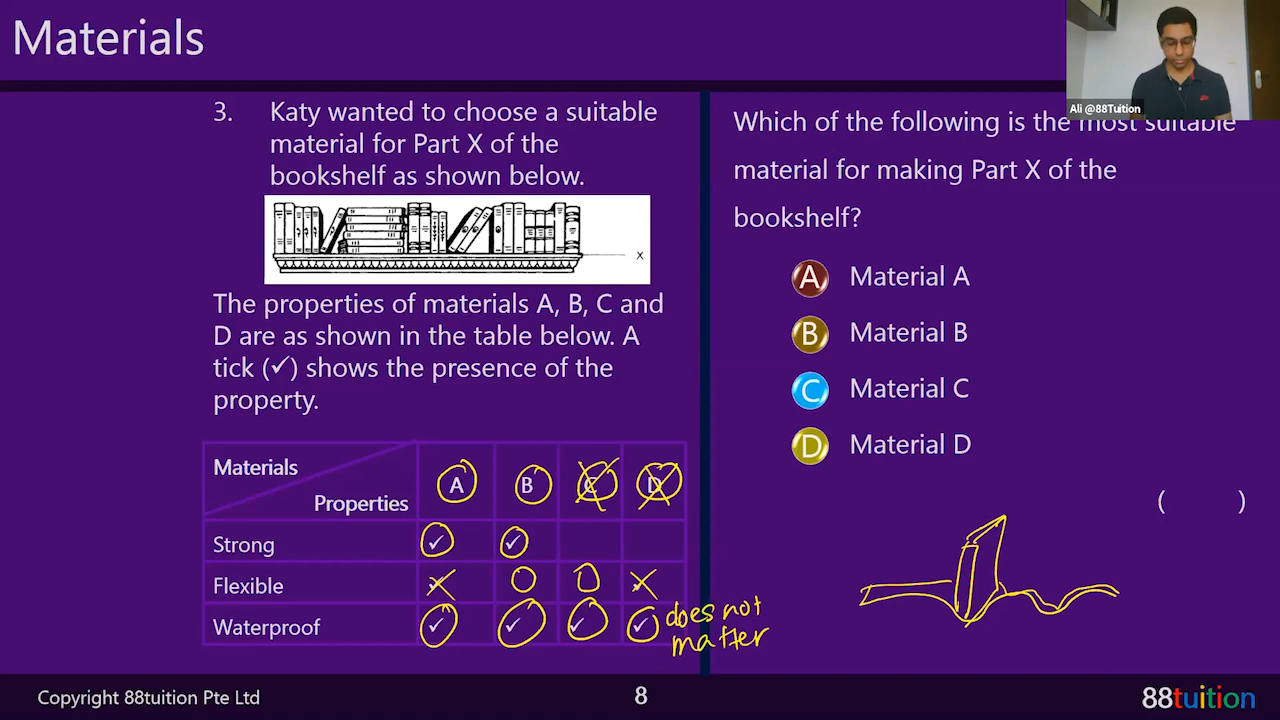 Materials
Ali @88Tuition
3. Katy wanted to choose a suitable
material for Part X of the
bookshelf as shown below.
X
The properties of materials A, B, C and
D are as shown in the table below. A
tick (✓) shows the presence of the
property.
Materials
Properties
A B C D
Strong ✓ ✓
Flexible ✓ ✓
Waterproof ✓ ✓ ✓ ✓
does not
matter
Which of the following is the most suitable
material for making Part X of the
bookshelf?
A Material A
B Material B
C Material C
D Material D
( )
Copyright 88tuition Pte Ltd
8
88tuition